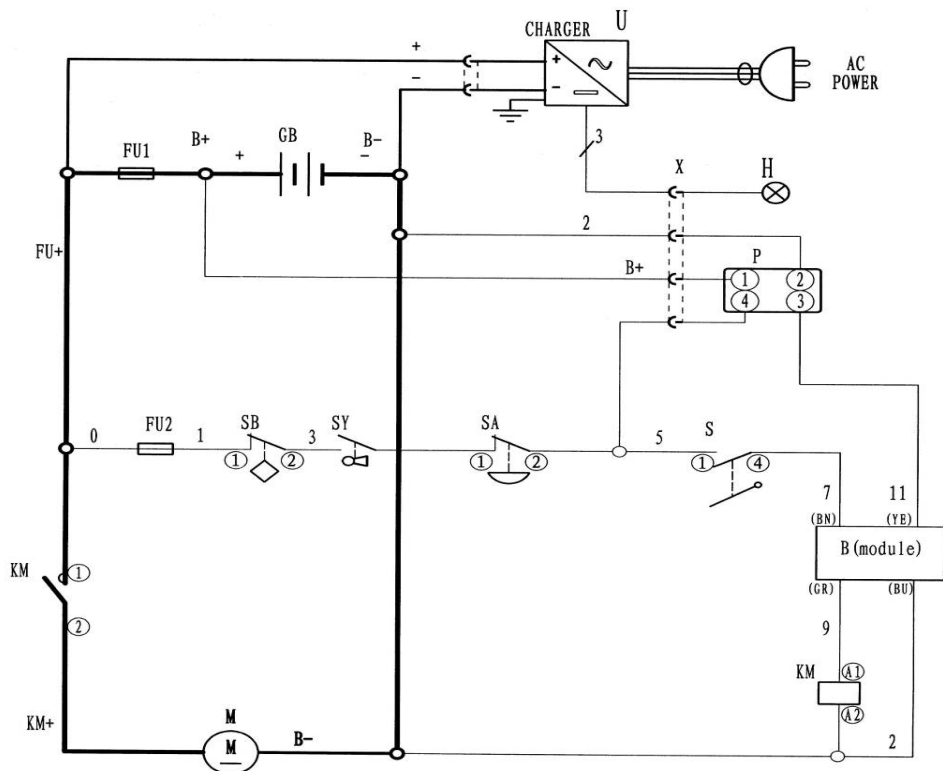 CHARGER U
+ + AC
− − POWER
3
FU1 B+ + GB B− −
X H
2
FU+ P
B+ 1 2
4 3
0 FU2 1 SB 3 SY SA 5 S
1 2 1 2 1 4
7 11
(BN) (YE)
B(module)
KM 1
(GR) (BU)
2
9
KM A1
A2
KM+ M B− 2
M